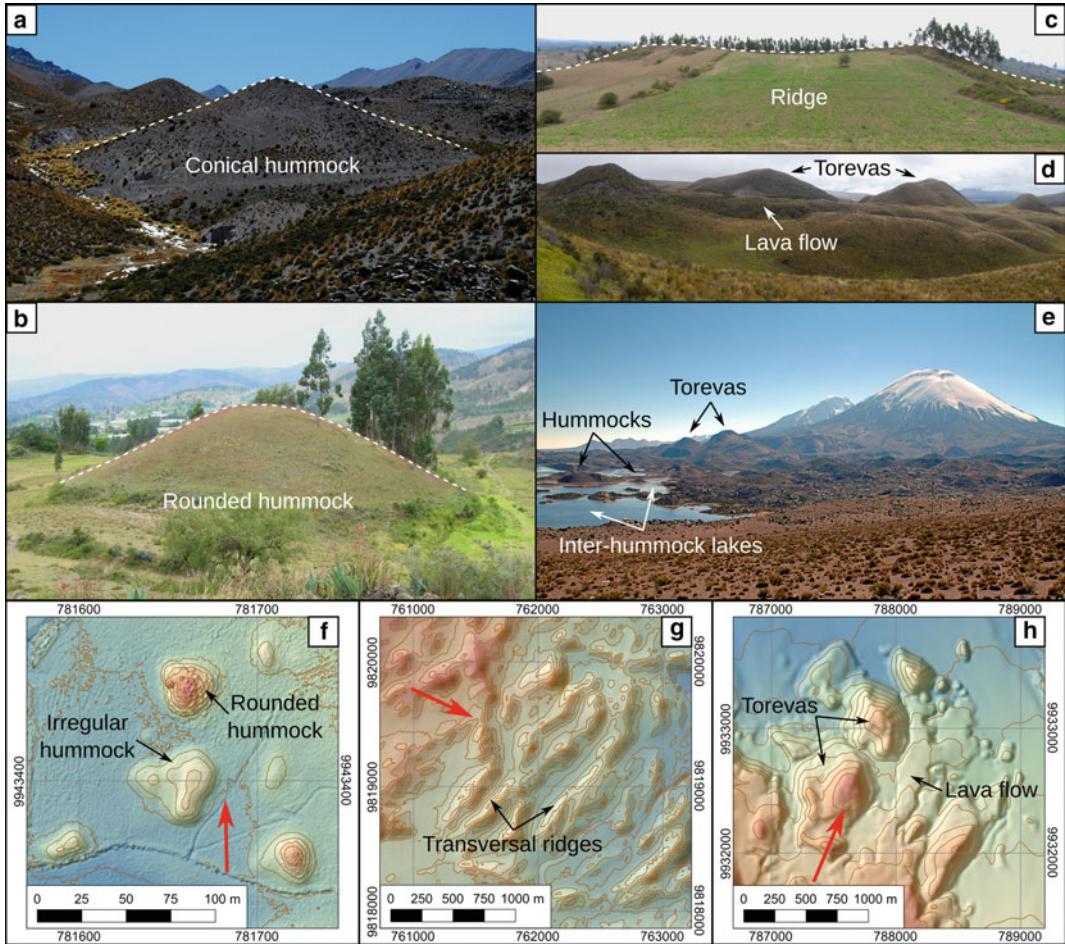 a
Conical hummock
b
Rounded hummock
c
Ridge
d
Torevas
Lava flow
e
Torevas
Hummocks
Inter-hummock lakes
f
781600
781700
Rounded
hummock
Irregular
hummock
9943400
9943400
0 25 50 75 100 m
781600
781700
g
761000
762000
763000
9820000
9820000
9819000
9819000
Transversal ridges
0 250 500 750 1000 m
9818000
9818000
761000
762000
763000
h
787000
788000
789000
Torevas
9933000
9933000
Lava flow
9932000
9932000
0 250 500 750 1000 m
787000
788000
789000